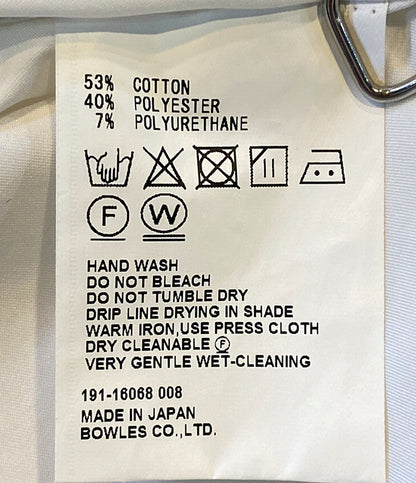 53% COTTON
40% POLYESTER
7% POLYURETHANE
F W
HAND WASH
DO NOT BLEACH
DO NOT TUMBLE DRY
DRIP LINE DRYING IN SHADE
WARM IRON,USE PRESS CLOTH
DRY CLEANABLE Ⓕ
VERY GENTLE WET-CLEANING
191-16068 008
MADE IN JAPAN
BOWLES CO.,LTD.